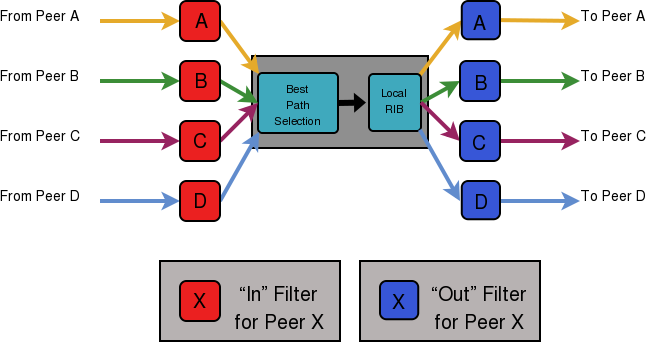 From Peer A
A
A
To Peer A
From Peer B
B
B
To Peer B
Best
Path
Selection
Local
RIB
From Peer C
C
C
To Peer C
From Peer D
D
D
To Peer D
X
“In” Filter
for Peer X
X
“Out” Filter
for Peer X